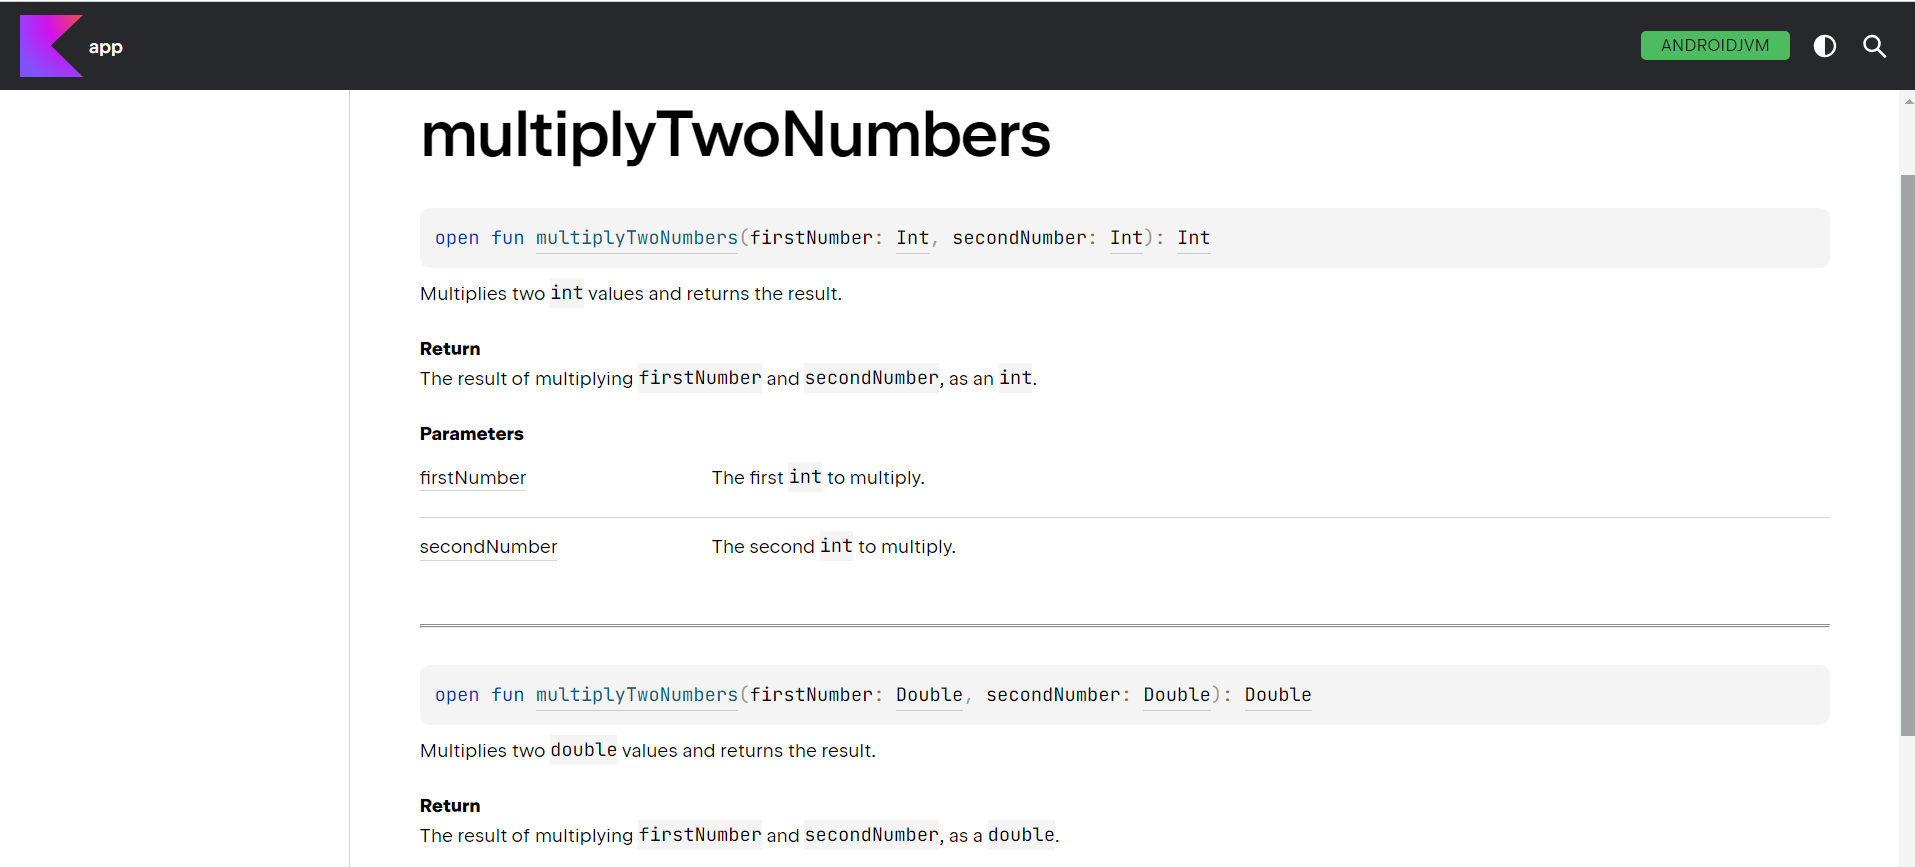 app
ANDROIDJVM
multiplyTwoNumbers
open fun multiplyTwoNumbers(firstNumber: Int, secondNumber: Int): Int
Multiplies two int values and returns the result.
Return
The result of multiplying firstNumber and secondNumber, as an int.
Parameters
firstNumber The first int to multiply.
secondNumber The second int to multiply.
open fun multiplyTwoNumbers(firstNumber: Double, secondNumber: Double): Double
Multiplies two double values and returns the result.
Return
The result of multiplying firstNumber and secondNumber, as a double.